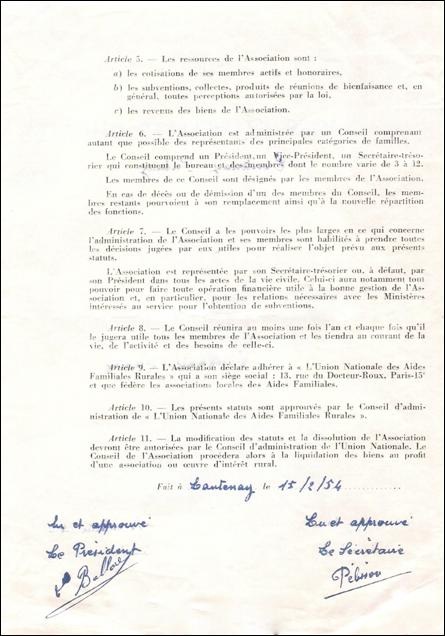 Article 5. — Les ressources de l'Association sont :
a) les cotisations de ses membres actifs et honoraires,
b) les subventions, collectes, produits de réunions de bienfaisance et, en
général, toutes perceptions autorisées par la loi,
c) les revenus des biens de l'Association.
Article 6. — L'Association est administrée par un Conseil comprenant
autant que possible des représentants des principales catégories de familles.
Le Conseil comprend un Président, un Vice-Président, un Secrétaire-tréso-
rier qui constituent le bureau et des membres dont le nombre varie de 3 à 12.
Les membres de ce Conseil sont désignés par les membres de l'Association.
En cas de décès ou de démission d'un des membres du Conseil, les mem-
bres restants pourvoient à son remplacement ainsi qu'à la nouvelle répartition
des fonctions.
Article 7. — Le Conseil a les pouvoirs les plus larges en ce qui concerne
l'administration de l'Association et ses membres sont habilités à prendre toutes
les décisions jugées par eux utiles pour réaliser l'objet prévu aux présents
statuts.
L'Association est représentée par son Secrétaire-trésorier ou, à défaut, par
son Président dans tous les actes de la vie civile. Celui-ci aura notamment tout
pouvoir pour faire toute opération financière utile à la bonne gestion de l'As-
sociation et, en particulier, pour les relations nécessaires avec les Ministères
intéressés au service pour l'obtention de subventions.
Article 8. — Le Conseil réunira au moins une fois l'an et chaque fois qu'il
le jugera utile tous les membres de l'Association et les tiendra au courant de la
vie, de l'activité et des besoins de celle-ci.
Article 9. — L'Association déclare adhérer à « L'Union Nationale des Aides
Familiales Rurales » qui a son siège social : 13, rue du Docteur-Roux, Paris-15e
et que fédère les associations locales des Aides Familiales.
Article 10. — Les présents statuts sont approuvés par le Conseil d'admi-
nistration de « L'Union Nationale des Aides Familiales Rurales ».
Article 11. — La modification des statuts et la dissolution de l'Association
devront être autorisées par le Conseil d'administration de l'Union Nationale. Le
Conseil de l'Association procédera alors à la liquidation des biens au profit
d'une association ou œuvre d'intérêt rural.
Fait à Cantenay le 15/2/54
Lu et approuvé
Lu et approuvé
Le Président
Le Secrétaire